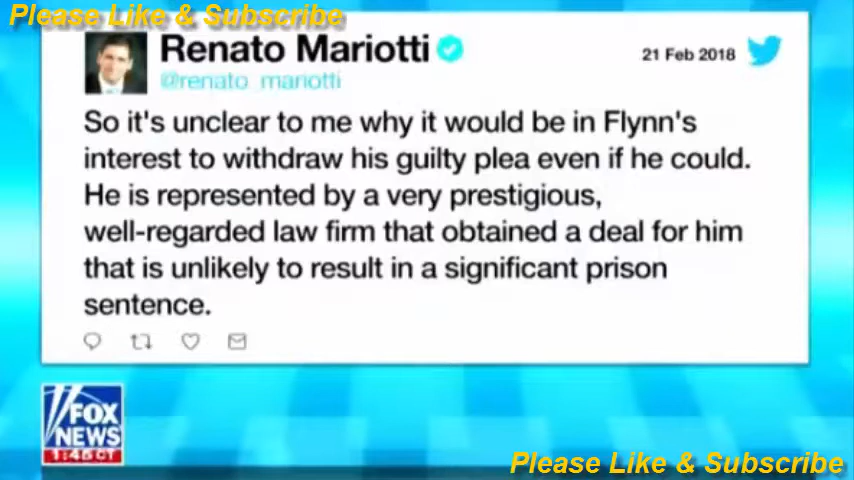 Please Like & Subscribe
Renato Mariotti
21 Feb 2018
@renato_mariotti
So it's unclear to me why it would be in Flynn's
interest to withdraw his guilty plea even if he could.
He is represented by a very prestigious,
well-regarded law firm that obtained a deal for him
that is unlikely to result in a significant prison
sentence.
FOX
NEWS
1:45 CT
Please Like & Subscribe